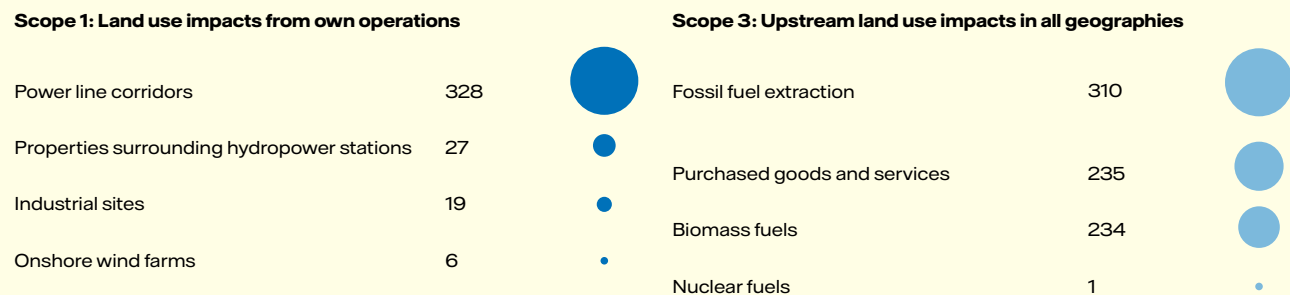 Scope 1: Land use impacts from own operations
Power line corridors 328
Properties surrounding hydropower stations 27
Industrial sites 19
Onshore wind farms 6
Scope 3: Upstream land use impacts in all geographies
Fossil fuel extraction 310
Purchased goods and services 235
Biomass fuels 234
Nuclear fuels 1